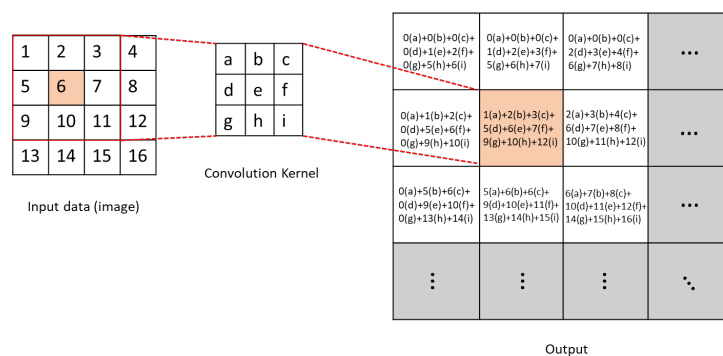 1 2 3 4
5 6 7 8
9 10 11 12
13 14 15 16
Input data (image)
a b c
d e f
g h i
Convolution Kernel
0(a)+0(b)+0(c)+
0(d)+1(e)+2(f)+
0(g)+5(h)+6(i)
0(a)+0(b)+0(c)+
1(d)+2(e)+3(f)+
5(g)+6(h)+7(i)
0(a)+0(b)+0(c)+
2(d)+3(e)+4(f)+
6(g)+7(h)+8(i)
...
0(a)+1(b)+2(c)+
0(d)+5(e)+6(f)+
0(g)+9(h)+10(i)
1(a)+2(b)+3(c)+
5(d)+6(e)+7(f)+
9(g)+10(h)+12(i)
2(a)+3(b)+4(c)+
6(d)+7(e)+8(f)+
10(g)+11(h)+12(i)
...
0(a)+5(b)+6(c)+
0(d)+9(e)+10(f)+
0(g)+13(h)+14(i)
5(a)+6(b)+6(c)+
9(d)+10(e)+11(f)+
13(g)+14(h)+15(i)
6(a)+7(b)+8(c)+
10(d)+11(e)+12(f)+
14(g)+15(h)+16(i)
...
⋮ ⋮ ⋮ ⋱
Output